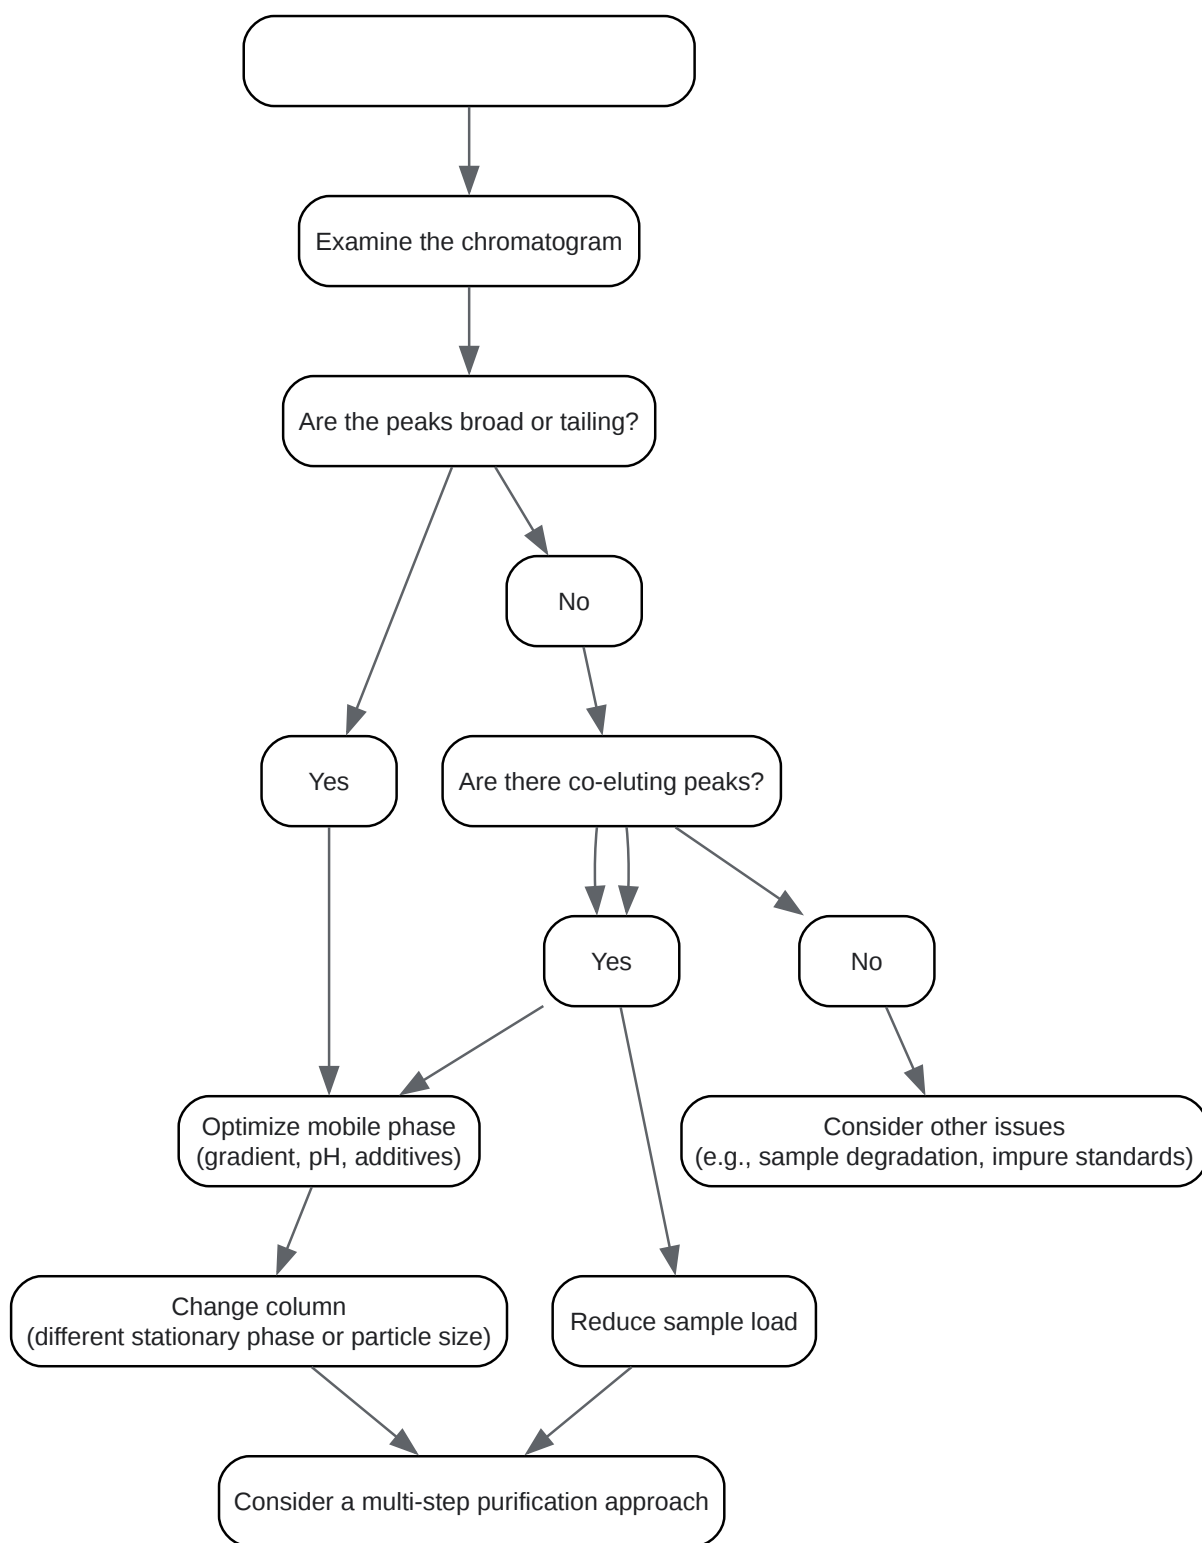 Examine the chromatogram
Are the peaks broad or tailing?
No
Yes
Are there co-eluting peaks?
Yes
No
Optimize mobile phase
(gradient, pH, additives)
Consider other issues
(e.g., sample degradation, impure standards)
Change column
(different stationary phase or particle size)
Reduce sample load
Consider a multi-step purification approach